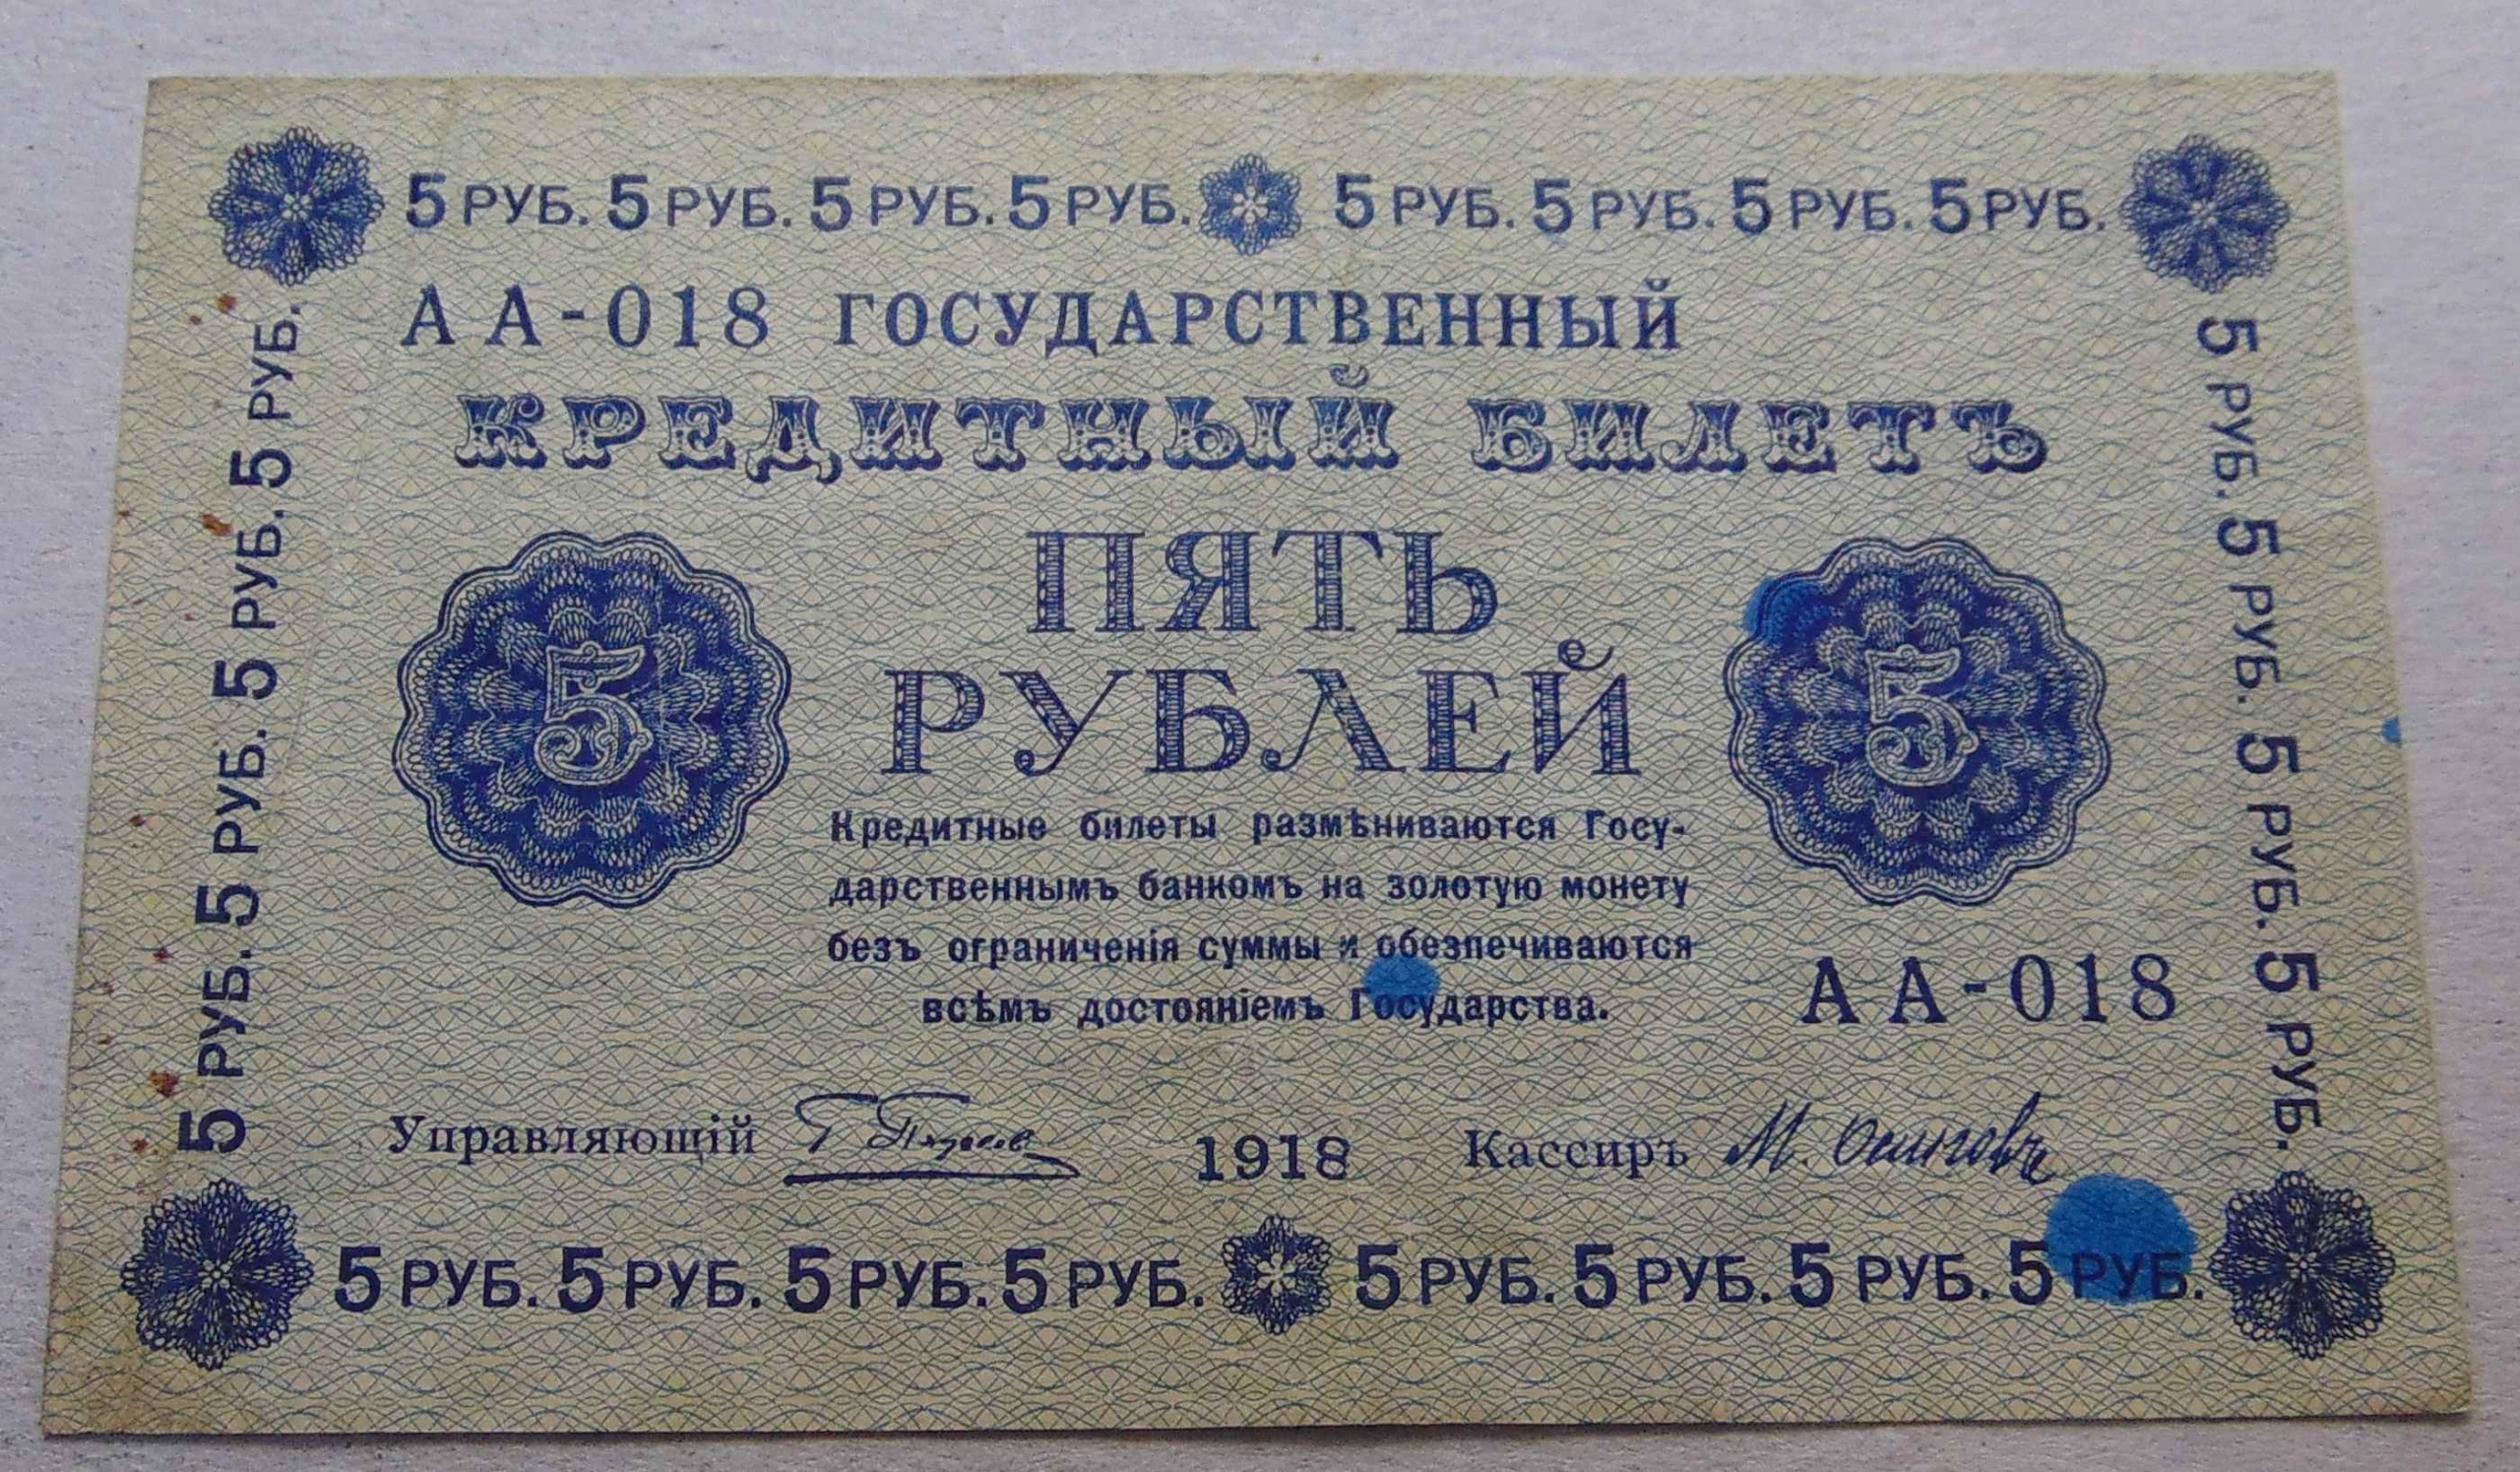 5 РУБ. 5 РУБ. 5 РУБ. 5 РУБ. 5 РУБ. 5 РУБ. 5 РУБ. 5 РУБ.
АА-018 ГОСУДАРСТВЕННЫЙ
КРЕДИТНЫЙ БИЛЕТЪ
5 РУБ. 5 РУБ. 5 РУБ. 5 РУБ.
ПЯТЬ
РУБЛЕЙ
5
5
Кредитные билеты размѣниваются Госу-
дарственнымъ банкомъ на золотую монету
безъ ограниченія суммы и обезпечиваются
всѣмъ достояніемъ Государства.
АА-018
5 РУБ. 5 РУБ. 5 РУБ. 5 РУБ.
Управляющій
1918
Кассиръ М. Осиповъ
5 РУБ. 5 РУБ. 5 РУБ. 5 РУБ. 5 РУБ. 5 РУБ. 5 РУБ. 5 РУБ.